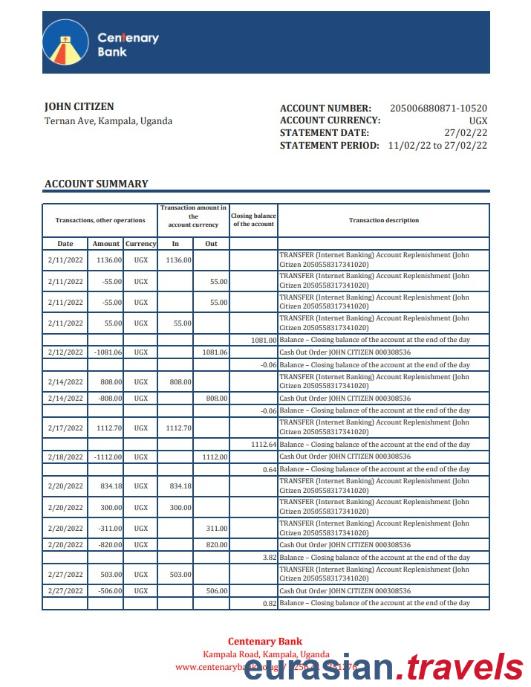 Centenary
Bank
JOHN CITIZEN
Ternan Ave, Kampala, Uganda
ACCOUNT NUMBER: 205006880871-10520
ACCOUNT CURRENCY: UGX
STATEMENT DATE: 27/02/22
STATEMENT PERIOD: 11/02/22 to 27/02/22
ACCOUNT SUMMARY
Transactions, other operations
Transaction amount in
the
account currency
Closing balance
of the account
Transaction description
Date Amount Currency In Out
2/11/2022 1136.00 UGX 1136.00 TRANSFER (Internet Banking) Account Replenishment (John
Citizen 2050558317341020)
2/11/2022 -55.00 UGX 55.00 TRANSFER (Internet Banking) Account Replenishment (John
Citizen 2050558317341020)
2/11/2022 -55.00 UGX 55.00 TRANSFER (Internet Banking) Account Replenishment (John
Citizen 2050558317341020)
2/11/2022 55.00 UGX 55.00 TRANSFER (Internet Banking) Account Replenishment (John
Citizen 2050558317341020)
1081.00 Balance – Closing balance of the account at the end of the day
2/12/2022 -1081.06 UGX 1081.06 Cash Out Order JOHN CITIZEN 000308536
-0.06 Balance – Closing balance of the account at the end of the day
2/14/2022 808.00 UGX 808.00 TRANSFER (Internet Banking) Account Replenishment (John
Citizen 2050558317341020)
2/14/2022 -808.00 UGX 808.00 Cash Out Order JOHN CITIZEN 000308536
-0.06 Balance – Closing balance of the account at the end of the day
2/17/2022 1112.70 UGX 1112.70 TRANSFER (Internet Banking) Account Replenishment (John
Citizen 2050558317341020)
1112.64 Balance – Closing balance of the account at the end of the day
2/18/2022 -1112.00 UGX 1112.00 Cash Out Order JOHN CITIZEN 000308536
0.64 Balance – Closing balance of the account at the end of the day
2/20/2022 834.18 UGX 834.18 TRANSFER (Internet Banking) Account Replenishment (John
Citizen 2050558317341020)
2/20/2022 300.00 UGX 300.00 TRANSFER (Internet Banking) Account Replenishment (John
Citizen 2050558317341020)
2/20/2022 -311.00 UGX 311.00 TRANSFER (Internet Banking) Account Replenishment (John
Citizen 2050558317341020)
2/20/2022 -820.00 UGX 820.00 Cash Out Order JOHN CITIZEN 000308536
3.82 Balance – Closing balance of the account at the end of the day
2/27/2022 503.00 UGX 503.00 TRANSFER (Internet Banking) Account Replenishment (John
Citizen 2050558317341020)
2/27/2022 -506.00 UGX 506.00 Cash Out Order JOHN CITIZEN 000308536
0.82 Balance – Closing balance of the account at the end of the day
Centenary Bank
Kampala Road, Kampala, Uganda
eurasian.travels